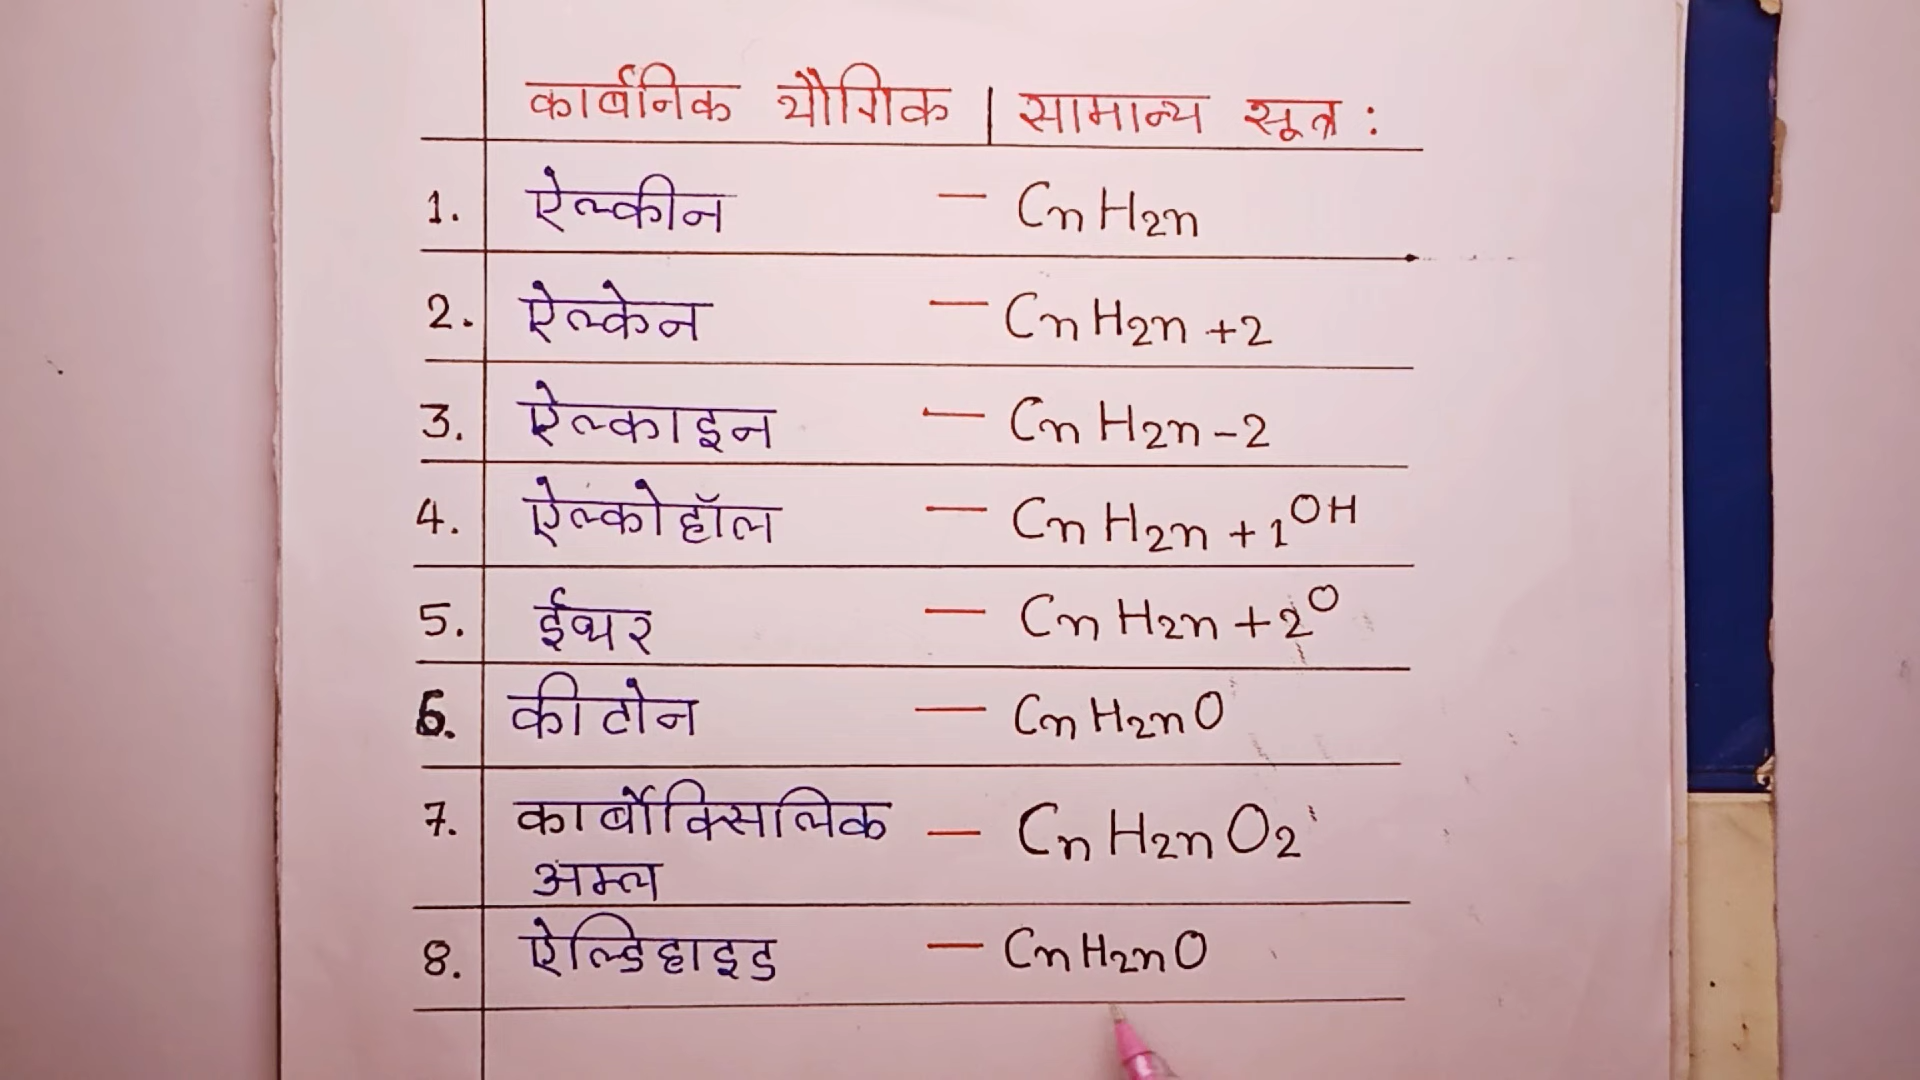 कार्बनिक यौगिक | सामान्य सूत्र :
1. ऐल्कीन — CnH2n
2. ऐल्केन — CnH2n+2
3. ऐल्काइन — CnH2n-2
4. ऐल्कोहॉल — CnH2n+1OH
5. ईथर — CnH2n+2O
6. कीटोन — CnH2nO
7. कार्बोक्सिलिक — CnH2nO2
अम्ल
8. ऐल्डिहाइड — CnH2nO